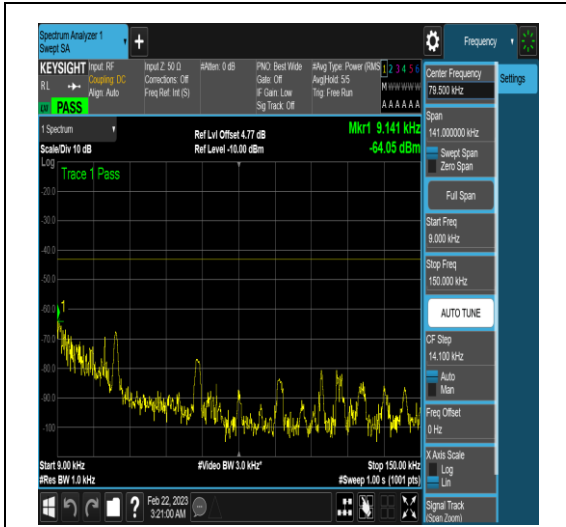 Spectrum Analyzer 1
Swept SA
Frequency
KEYSIGHT
RL
PASS
Input: RF
Coupling: DC
Align: Auto
Input Z: 50 Ω
Corrections: Off
Freq Ref: Int (S)
#Atten: 0 dB
PNO: Best Wide
Gate: Off
IF Gain: Low
Sig Track: Off
#Avg Type: Power (RMS
Avg|Hold: 5/5
Trig: Free Run
1 2 3 4 5 6
M W W W W W
A A A A A A
1 Spectrum
Scale/Div 10 dB
Ref Lvl Offset 4.77 dB
Ref Level -10.00 dBm
Mkr1 9.141 kHz
-64.05 dBm
Log
Trace 1 Pass
-20.0
-30.0
-40.0
-50.0
-60.0
-70.0
-80.0
-90.0
-100
1
Start 9.00 kHz
#Res BW 1.0 kHz
#Video BW 3.0 kHz*
Stop 150.00 kHz
#Sweep 1.00 s (1001 pts)
Center Frequency
79.500 kHz
Settings
Span
141.000000 kHz
Swept Span
Zero Span
Full Span
Start Freq
9.000 kHz
Stop Freq
150.000 kHz
AUTO TUNE
CF Step
14.100 kHz
Auto
Man
Freq Offset
0 Hz
X Axis Scale
Log
Lin
Signal Track
(Span Zoom)
Feb 22, 2023
3:21:00 AM